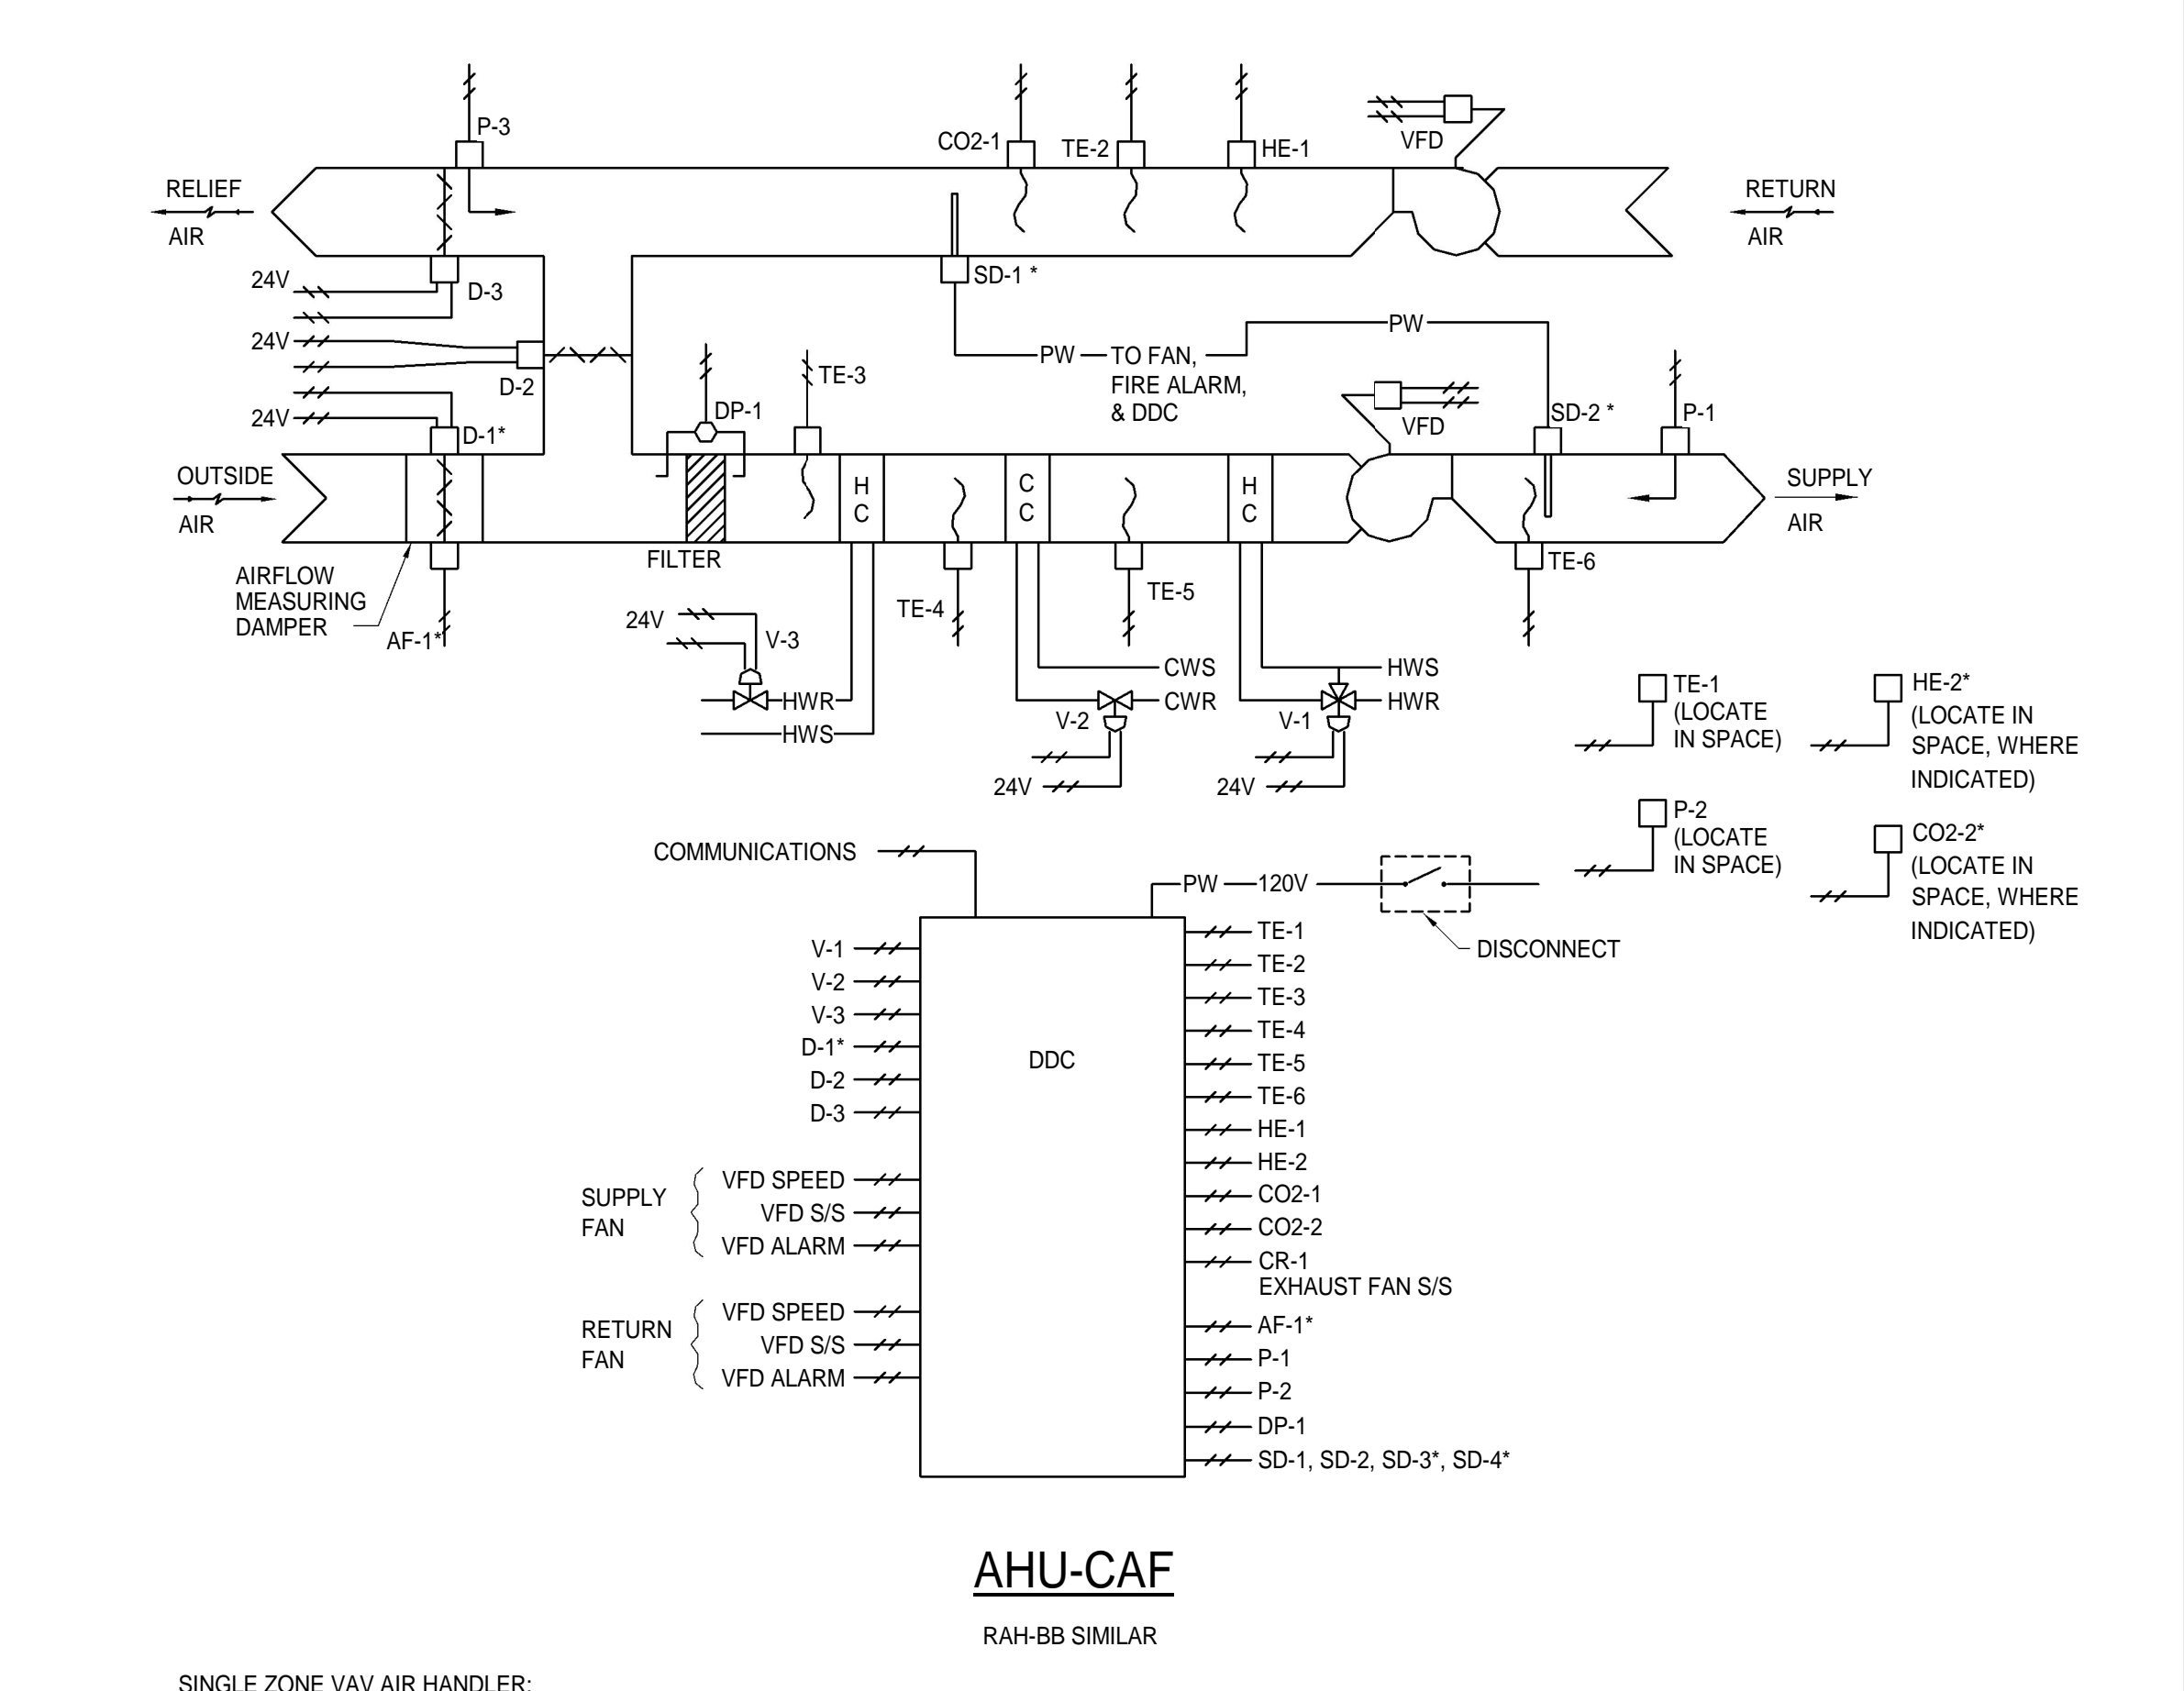 P-3
CO2-1
TE-2
HE-1
VFD
RELIEF
AIR
RETURN
AIR
24V
D-3
SD-1 *
24V
D-2
PW
PW
TO FAN,
FIRE ALARM,
& DDC
TE-3
DP-1
24V
D-1*
VFD
SD-2 *
P-1
OUTSIDE
AIR
H
C
C
C
H
C
SUPPLY
AIR
FILTER
TE-6
AIRFLOW
MEASURING
DAMPER
AF-1*
TE-4
TE-5
24V
V-3
HWR
HWS
CWS
CWR
V-2
24V
HWS
HWR
V-1
24V
TE-1
(LOCATE
IN SPACE)
HE-2*
(LOCATE IN
SPACE, WHERE
INDICATED)
P-2
(LOCATE
IN SPACE)
CO2-2*
(LOCATE IN
SPACE, WHERE
INDICATED)
COMMUNICATIONS
PW
120V
DISCONNECT
V-1
V-2
V-3
D-1*
D-2
D-3
SUPPLY
FAN
VFD SPEED
VFD S/S
VFD ALARM
RETURN
FAN
VFD SPEED
VFD S/S
VFD ALARM
DDC
TE-1
TE-2
TE-3
TE-4
TE-5
TE-6
HE-1
HE-2
CO2-1
CO2-2
CR-1
EXHAUST FAN S/S
AF-1*
P-1
P-2
DP-1
SD-1, SD-2, SD-3*, SD-4*
AHU-CAF
RAH-BB SIMILAR
SINGLE ZONE VAV AIR HANDLER: